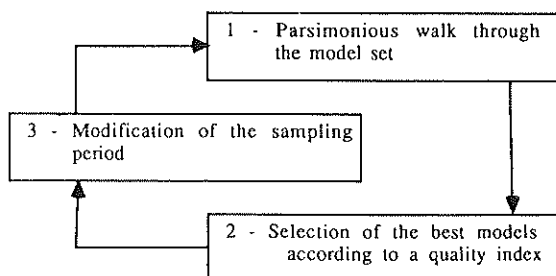 1 - Parsimonious walk through
the model set
3 - Modification of the sampling
period
2 - Selection of the best models
according to a quality index